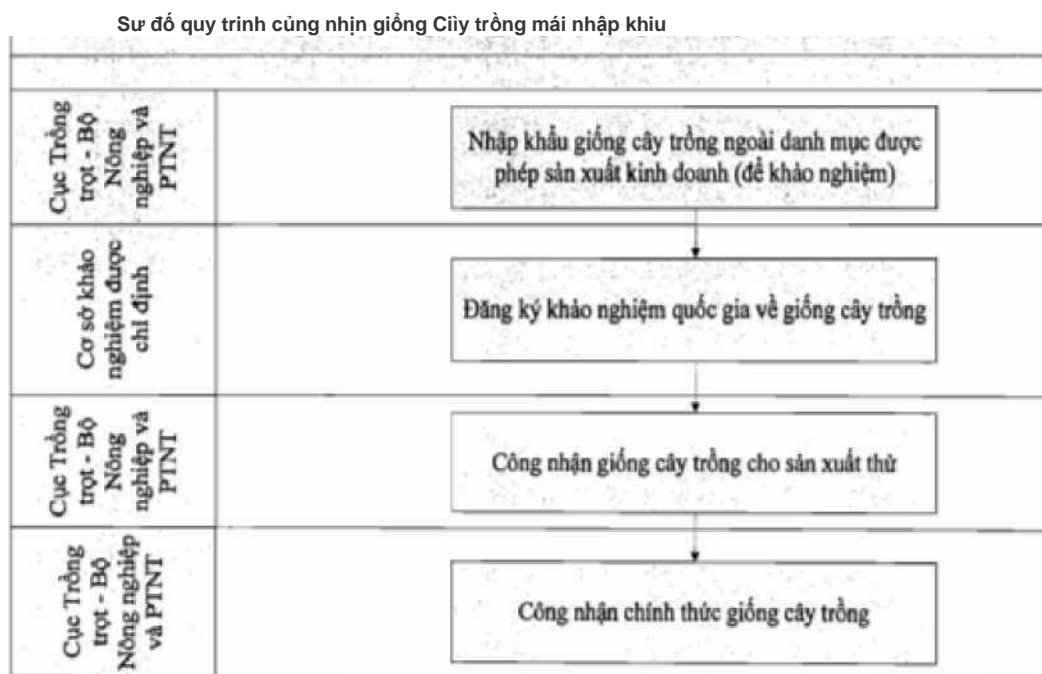 Sư đố quy trinh củng nhịn giổng Ciìy trồng mái nhập khiu
Cục Trồng
trọt - Bộ
Nông
nghiệp và
PTNT
Nhập khẩu giống cây trồng ngoài danh mục được
phép sản xuất kinh doanh (để khảo nghiệm)
Cơ sở khảo
nghiệm được
chỉ định
Đăng ký khảo nghiệm quốc gia về giống cây trồng
Cục Trồng
trọt - Bộ
Nông
nghiệp và
PTNT
Công nhận giống cây trồng cho sản xuất thử
Cục Trồng
trọt - Bộ
Nông nghiệp
và PTNT
Công nhận chính thức giống cây trồng